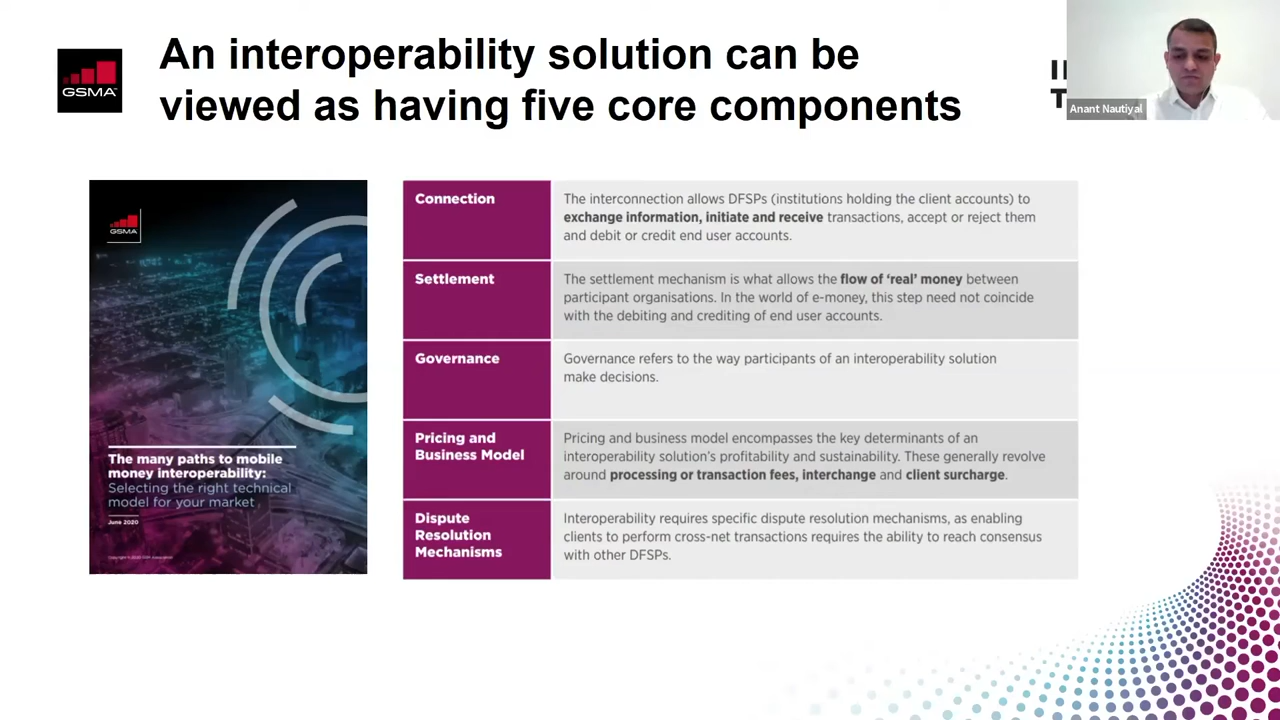 An interoperability solution can be
viewed as having five core components
GSMA
Anant Nautiyal
GSMA
The many paths to mobile
money interoperability:
Selecting the right technical
model for your market
June 2020
Connection
The interconnection allows DFSPs (institutions holding the client accounts) to
exchange information, initiate and receive transactions, accept or reject them
and debit or credit end user accounts.
Settlement
The settlement mechanism is what allows the flow of ‘real’ money between
participant organisations. In the world of e-money, this step need not coincide
with the debiting and crediting of end user accounts.
Governance
Governance refers to the way participants of an interoperability solution
make decisions.
Pricing and
Business Model
Pricing and business model encompasses the key determinants of an
interoperability solution’s profitability and sustainability. These generally revolve
around processing or transaction fees, interchange and client surcharge.
Dispute
Resolution
Mechanisms
Interoperability requires specific dispute resolution mechanisms, as enabling
clients to perform cross-net transactions requires the ability to reach consensus
with other DFSPs.